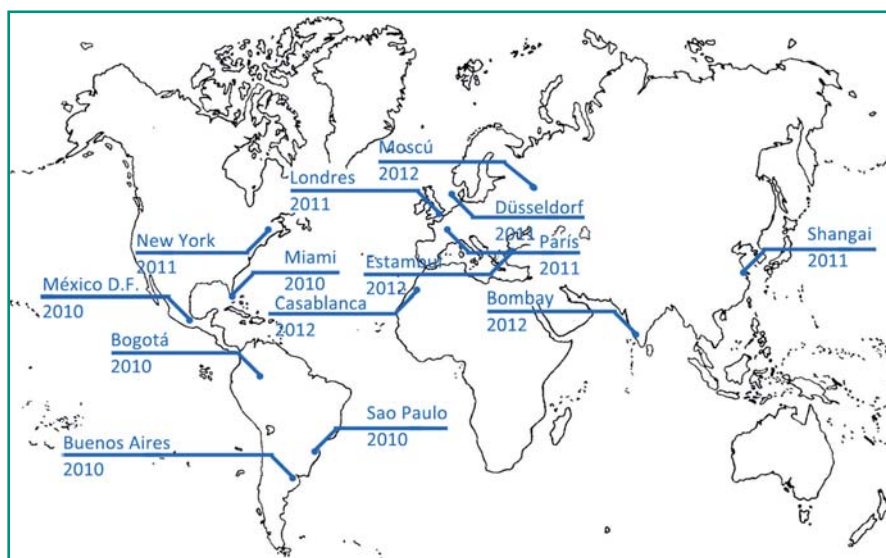 Moscú
2012
Londres
2011
Düsseldorf
2011
New York
2011
Miami
2010
Estambul
2012
París
2011
Shangai
2011
México D.F.
2010
Casablanca
2012
Bombay
2012
Bogotá
2010
Sao Paulo
2010
Buenos Aires
2010